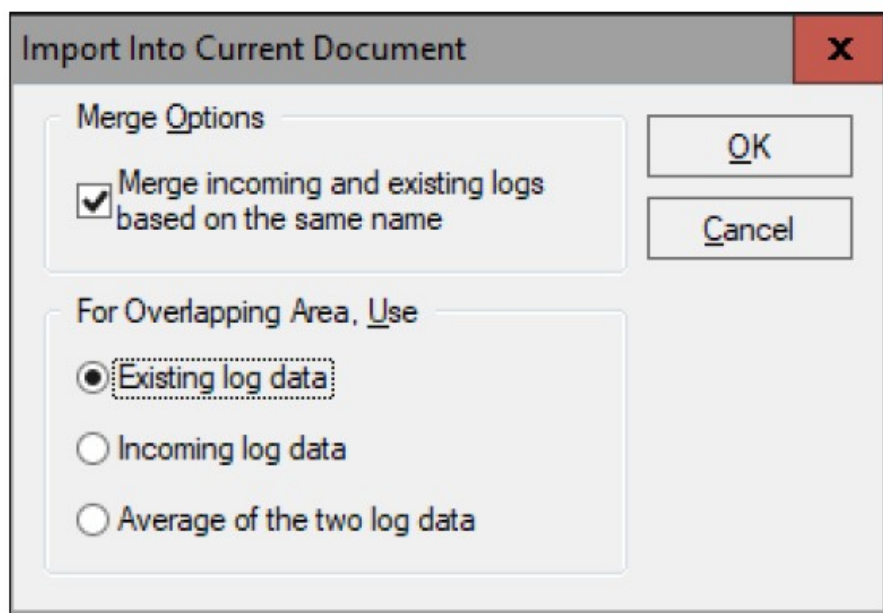 Import Into Current Document
x
Merge Options
OK
Merge incoming and existing logs
based on the same name
Cancel
For Overlapping Area, Use
Existing log data
Incoming log data
Average of the two log data